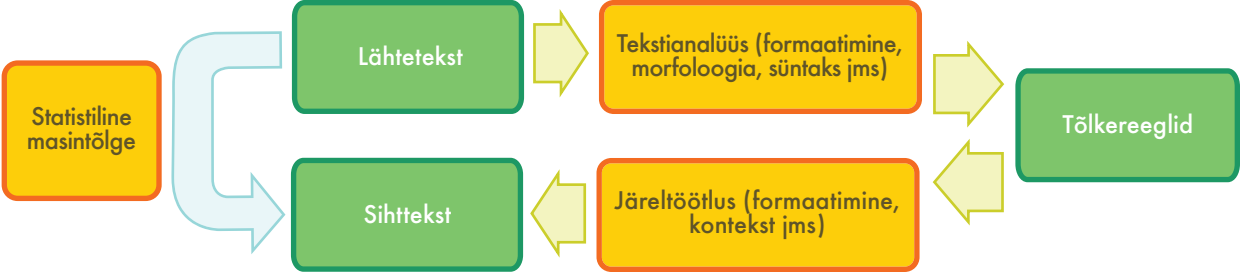 Statistiline
masintõlge
Lähtetekst
Tekstianalüüs (formaatimine,
morfoloogia, süntaks jms)
Tõlkereeglid
Järeltöötlus (formaatimine,
kontekst jms)
Sihttekst